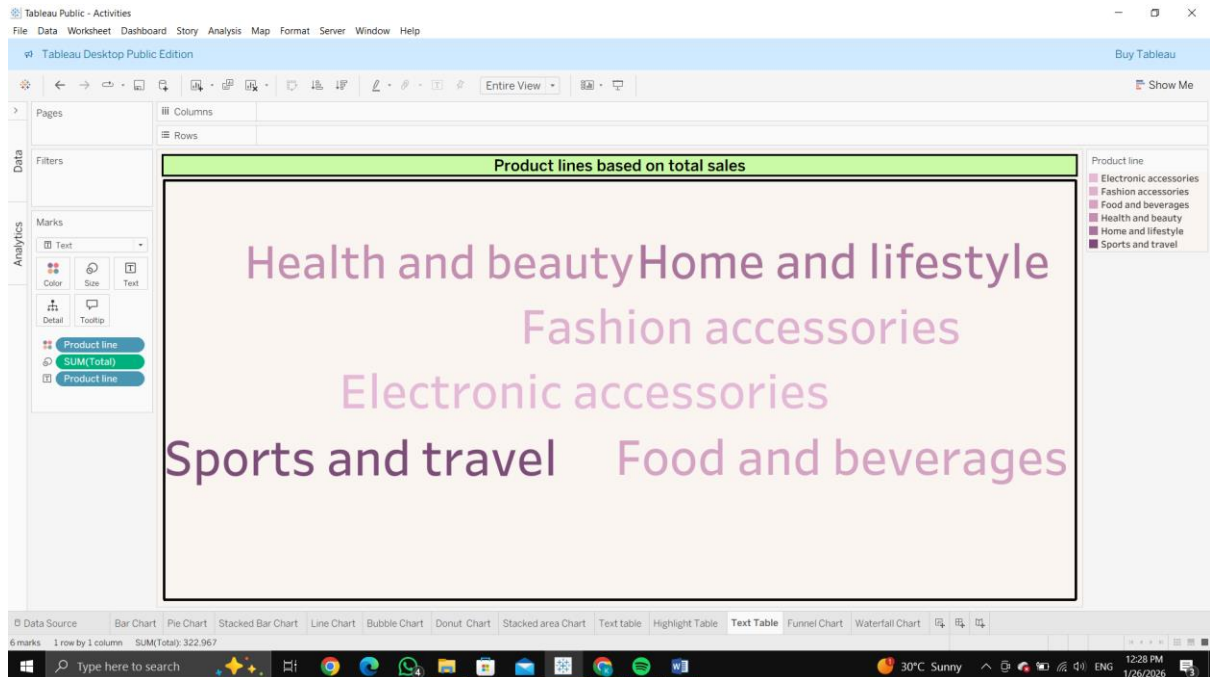 Tableau Public - Activities
File Data Worksheet Dashboard Story Analysis Map Format Server Window Help
Tableau Desktop Public Edition Buy Tableau
Entire View Show Me
Pages
Columns
Rows
Data
Analytics
Filters
Marks
Text
Color Size Text
Detail Tooltip
Product line
SUM(Total)
Product line
Product lines based on total sales
Health and beauty Home and lifestyle
Fashion accessories
Electronic accessories
Sports and travel Food and beverages
Product line
Electronic accessories
Fashion accessories
Food and beverages
Health and beauty
Home and lifestyle
Sports and travel
Data Source Bar Chart Pie Chart Stacked Bar Chart Line Chart Bubble Chart Donut Chart Stacked area Chart Text table Highlight Table Text Table Funnel Chart Waterfall Chart
6 marks 1 row by 1 column SUM(Total): 322.967
Type here to search 4 30°C Sunny ENG 12:28 PM
1/26/2026 3